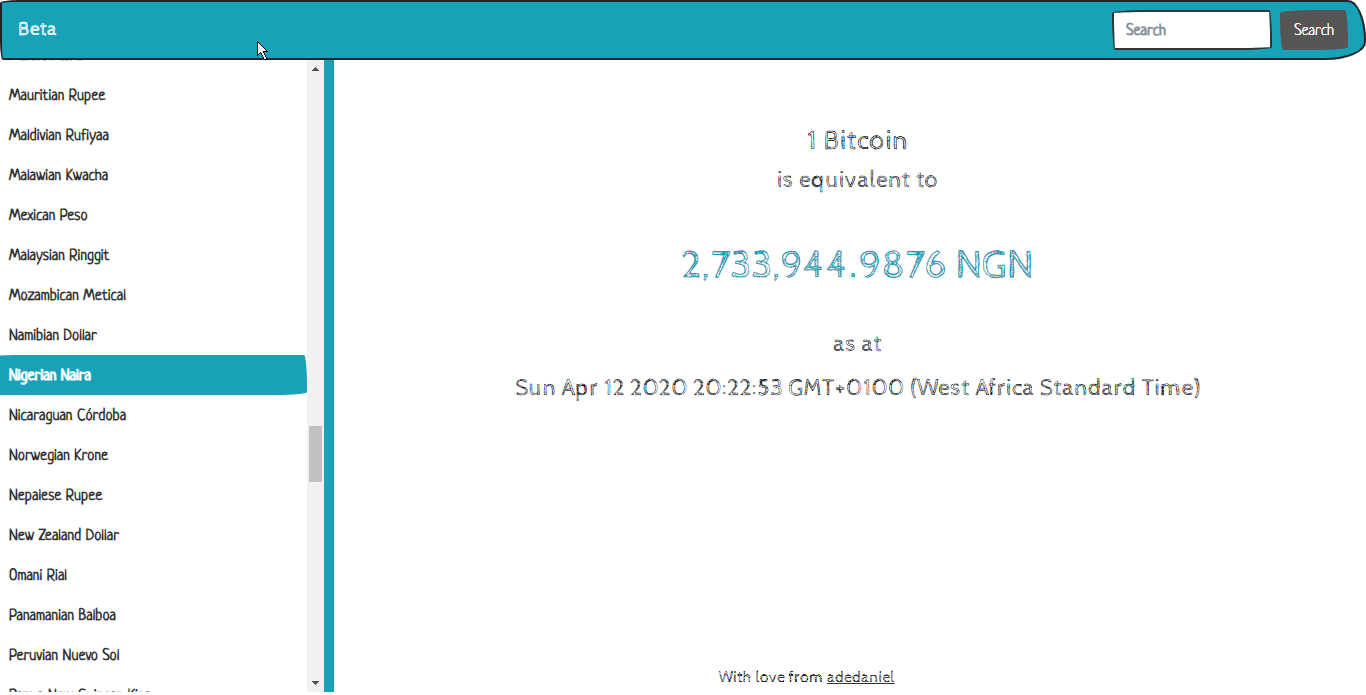 Beta
Search
Search
Mauritian Rupee
Maldivian Rufiyaa
Malawian Kwacha
Mexican Peso
Malaysian Ringgit
Mozambican Metical
Namibian Dollar
Nigerian Naira
Nicaraguan Córdoba
Norwegian Krone
Nepalese Rupee
New Zealand Dollar
Omani Rial
Panamanian Balboa
Peruvian Nuevo Sol
1 Bitcoin
is equivalent to
2,733,944.9876 NGN
as at
Sun Apr 12 2020 20:22:53 GMT+0100 (West Africa Standard Time)
With love from adedaniel